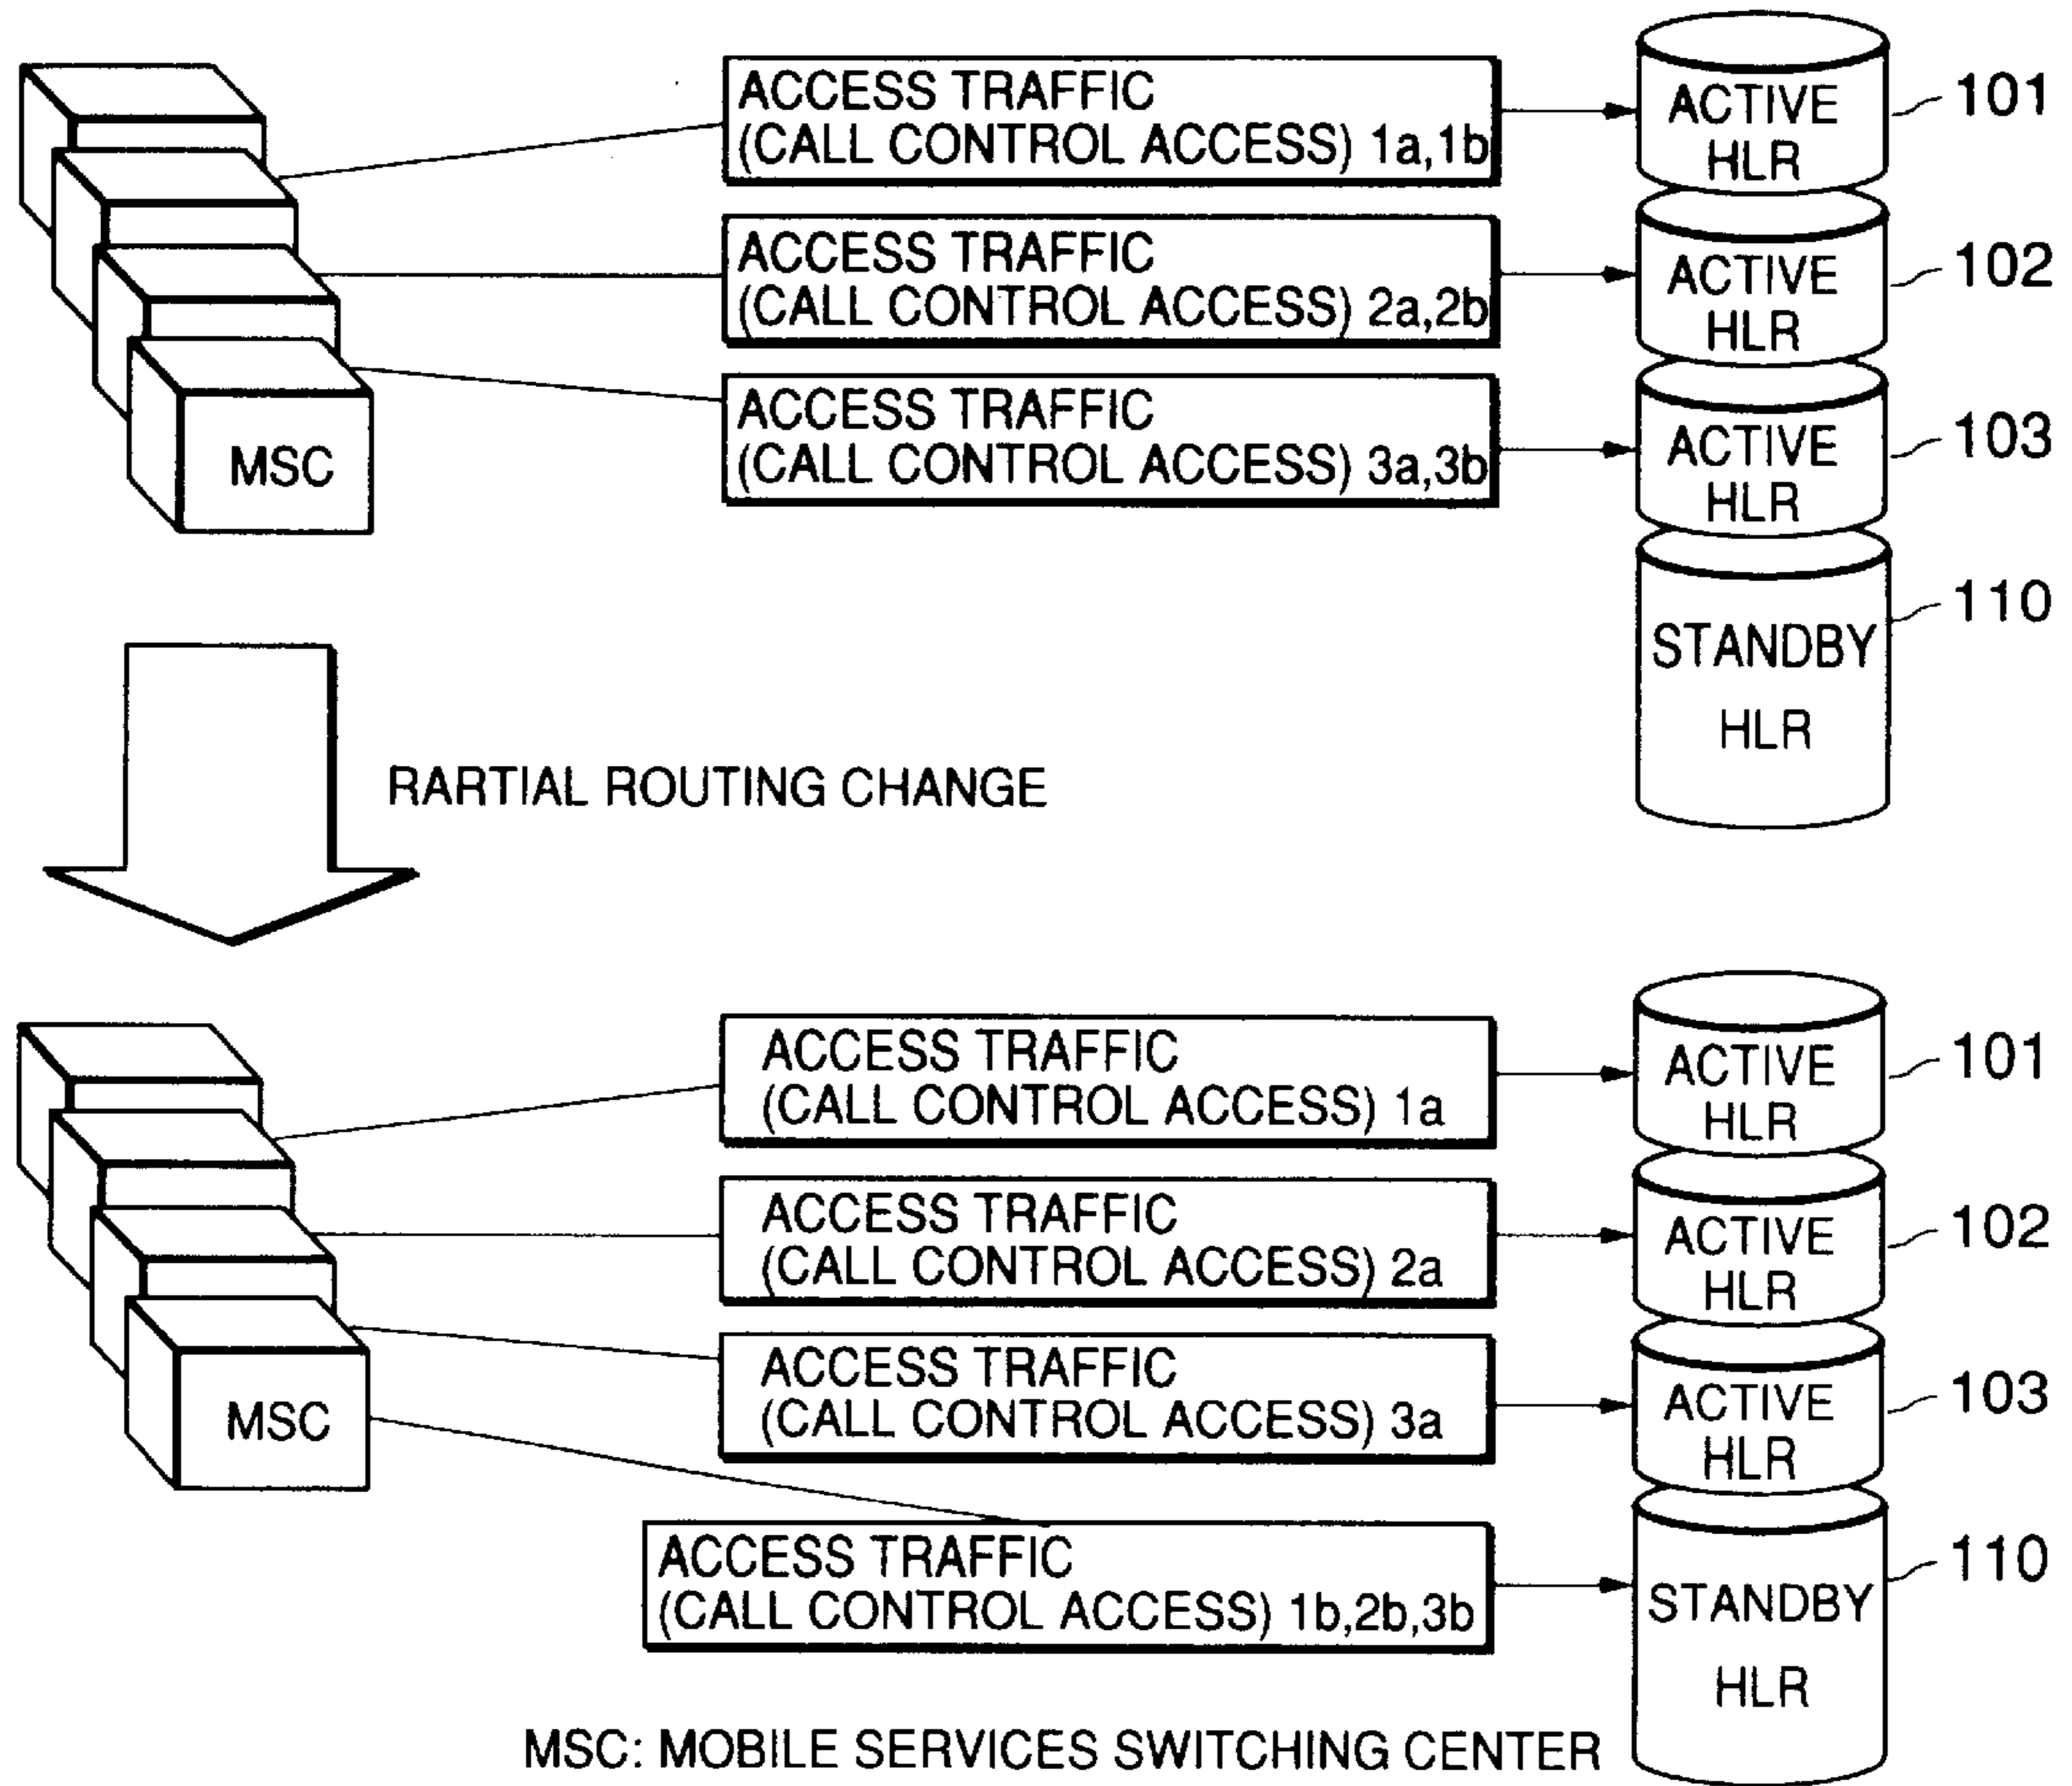 ACCESS TRAFFIC
(CALL CONTROL ACCESS) 1a,1b
ACTIVE
HLR
101
ACCESS TRAFFIC
(CALL CONTROL ACCESS) 2a,2b
ACTIVE
HLR
102
ACCESS TRAFFIC
(CALL CONTROL ACCESS) 3a,3b
ACTIVE
HLR
103
MSC
STANDBY
HLR
110
RARTIAL ROUTING CHANGE
ACCESS TRAFFIC
(CALL CONTROL ACCESS) 1a
ACTIVE
HLR
101
ACCESS TRAFFIC
(CALL CONTROL ACCESS) 2a
ACTIVE
HLR
102
ACCESS TRAFFIC
(CALL CONTROL ACCESS) 3a
ACTIVE
HLR
103
MSC
ACCESS TRAFFIC
(CALL CONTROL ACCESS) 1b,2b,3b
STANDBY
HLR
110
MSC: MOBILE SERVICES SWITCHING CENTER